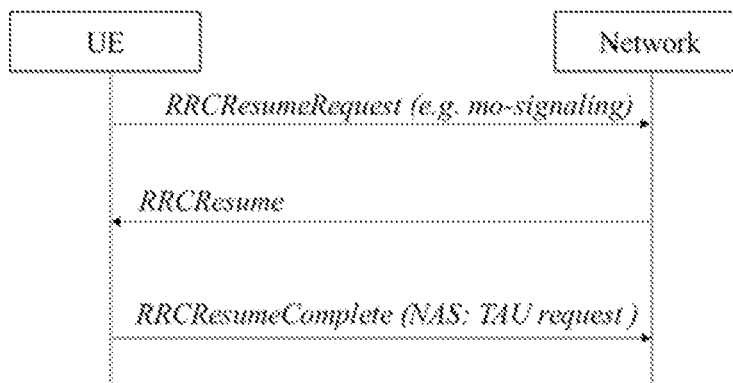 UE
Network
RRCResumeRequest (e.g. mo-signaling)
RRCResume
RRCResumeComplete (NAS: TAU request )